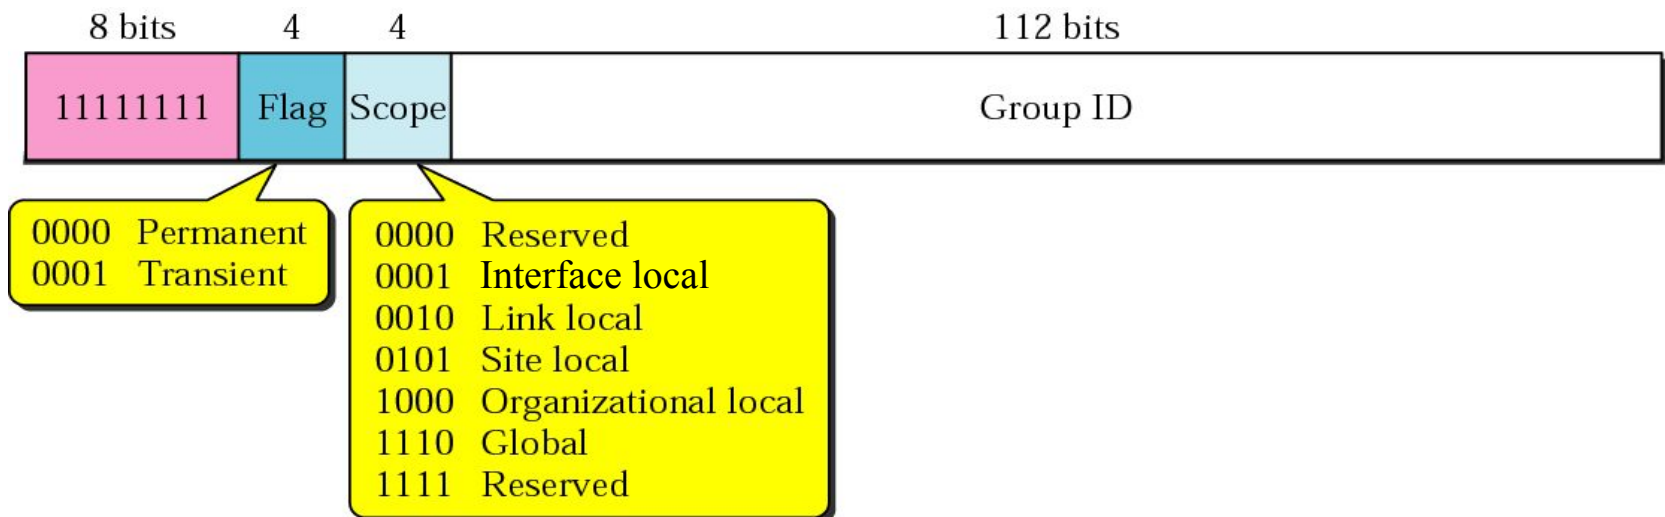 8 bits 4 4 112 bits
11111111 Flag Scope Group ID
0000 Permanent
0001 Transient
0000 Reserved
0001 Interface local
0010 Link local
0101 Site local
1000 Organizational local
1110 Global
1111 Reserved